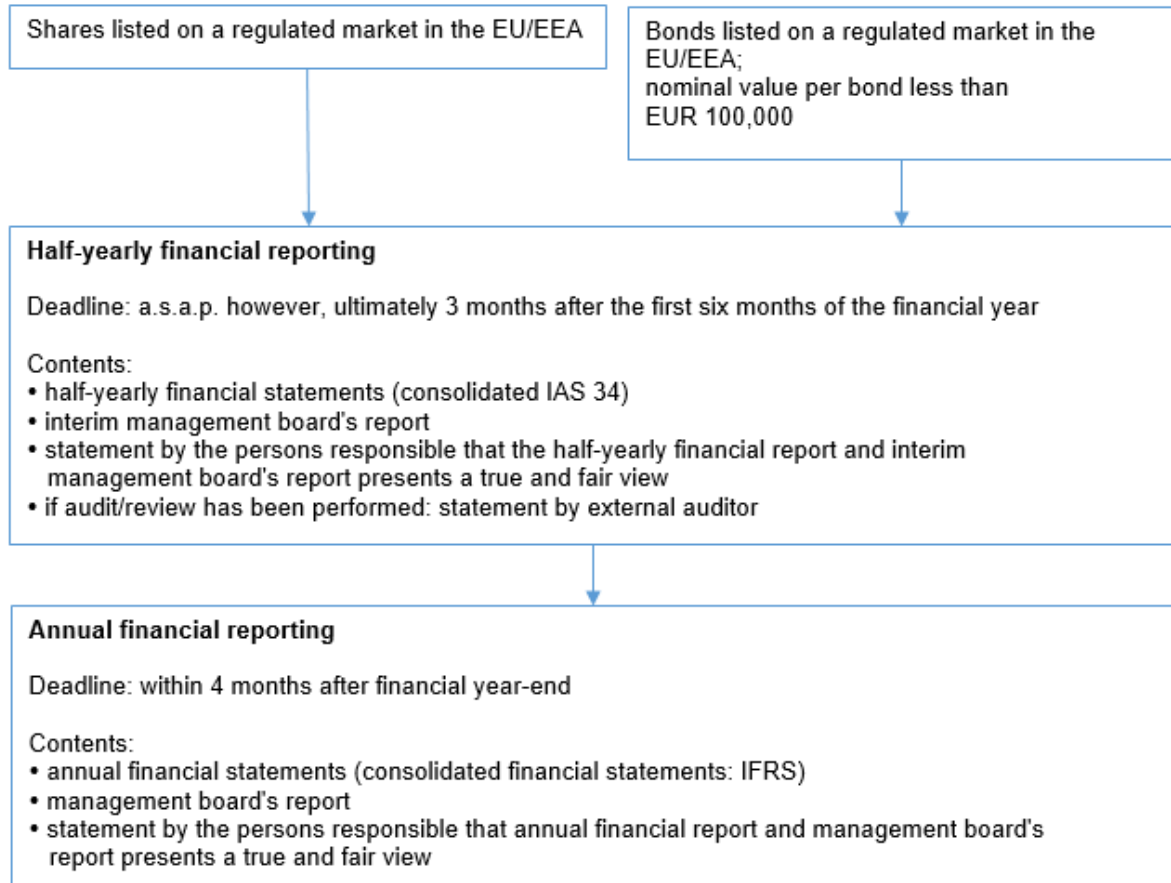 Shares listed on a regulated market in the EU/EEA
Bonds listed on a regulated market in the
EU/EEA;
nominal value per bond less than
EUR 100,000
Half-yearly financial reporting
Deadline: a.s.a.p. however, ultimately 3 months after the first six months of the financial year
Contents:
• half-yearly financial statements (consolidated IAS 34)
• interim management board's report
• statement by the persons responsible that the half-yearly financial report and interim
management board's report presents a true and fair view
• if audit/review has been performed: statement by external auditor
Annual financial reporting
Deadline: within 4 months after financial year-end
Contents:
• annual financial statements (consolidated financial statements: IFRS)
• management board's report
• statement by the persons responsible that annual financial report and management board's
report presents a true and fair view